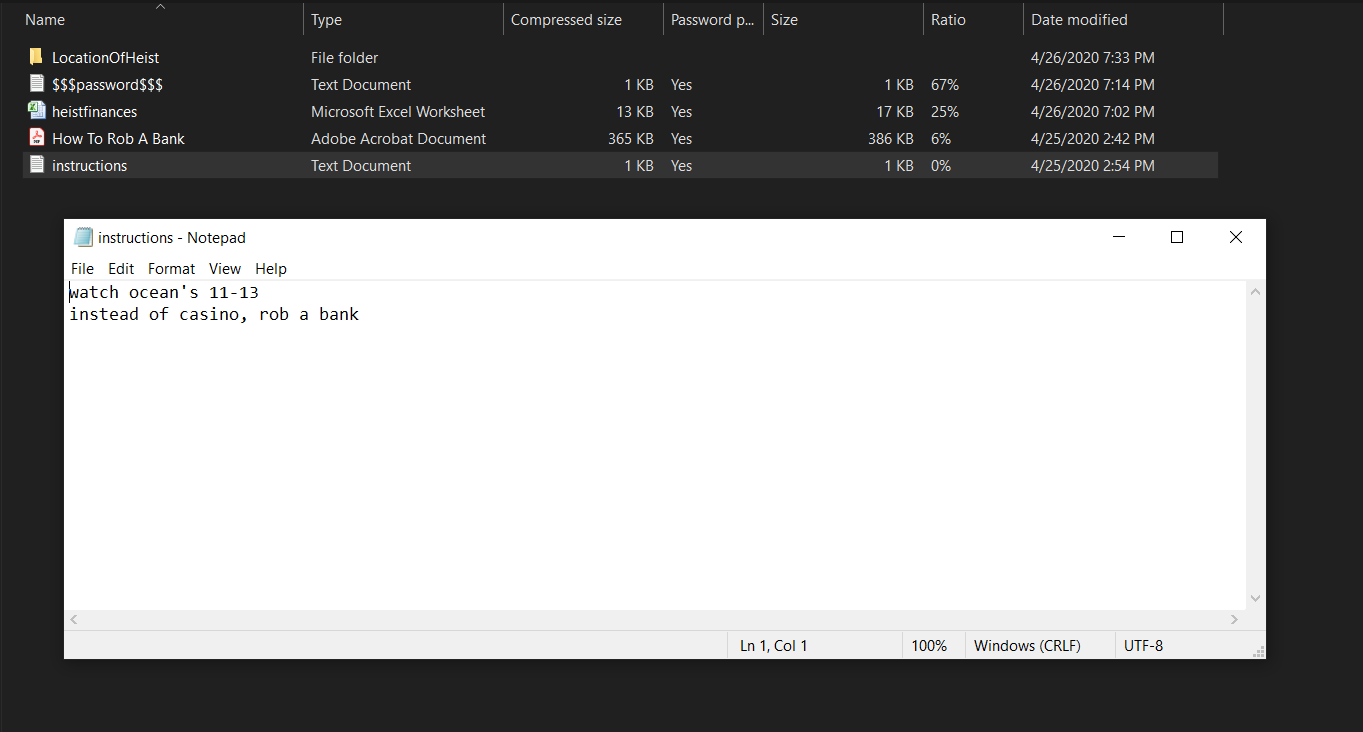 Name Type Compressed size Password p... Size Ratio Date modified
LocationOfHeist File folder 4/26/2020 7:33 PM
$$$password$$$ Text Document 1 KB Yes 1 KB 67% 4/26/2020 7:14 PM
heistfinances Microsoft Excel Worksheet 13 KB Yes 17 KB 25% 4/26/2020 7:02 PM
How To Rob A Bank Adobe Acrobat Document 365 KB Yes 386 KB 6% 4/25/2020 2:42 PM
instructions Text Document 1 KB Yes 1 KB 0% 4/25/2020 2:54 PM
instructions - Notepad
File Edit Format View Help
watch ocean's 11-13
instead of casino, rob a bank
Ln 1, Col 1 100% Windows (CRLF) UTF-8